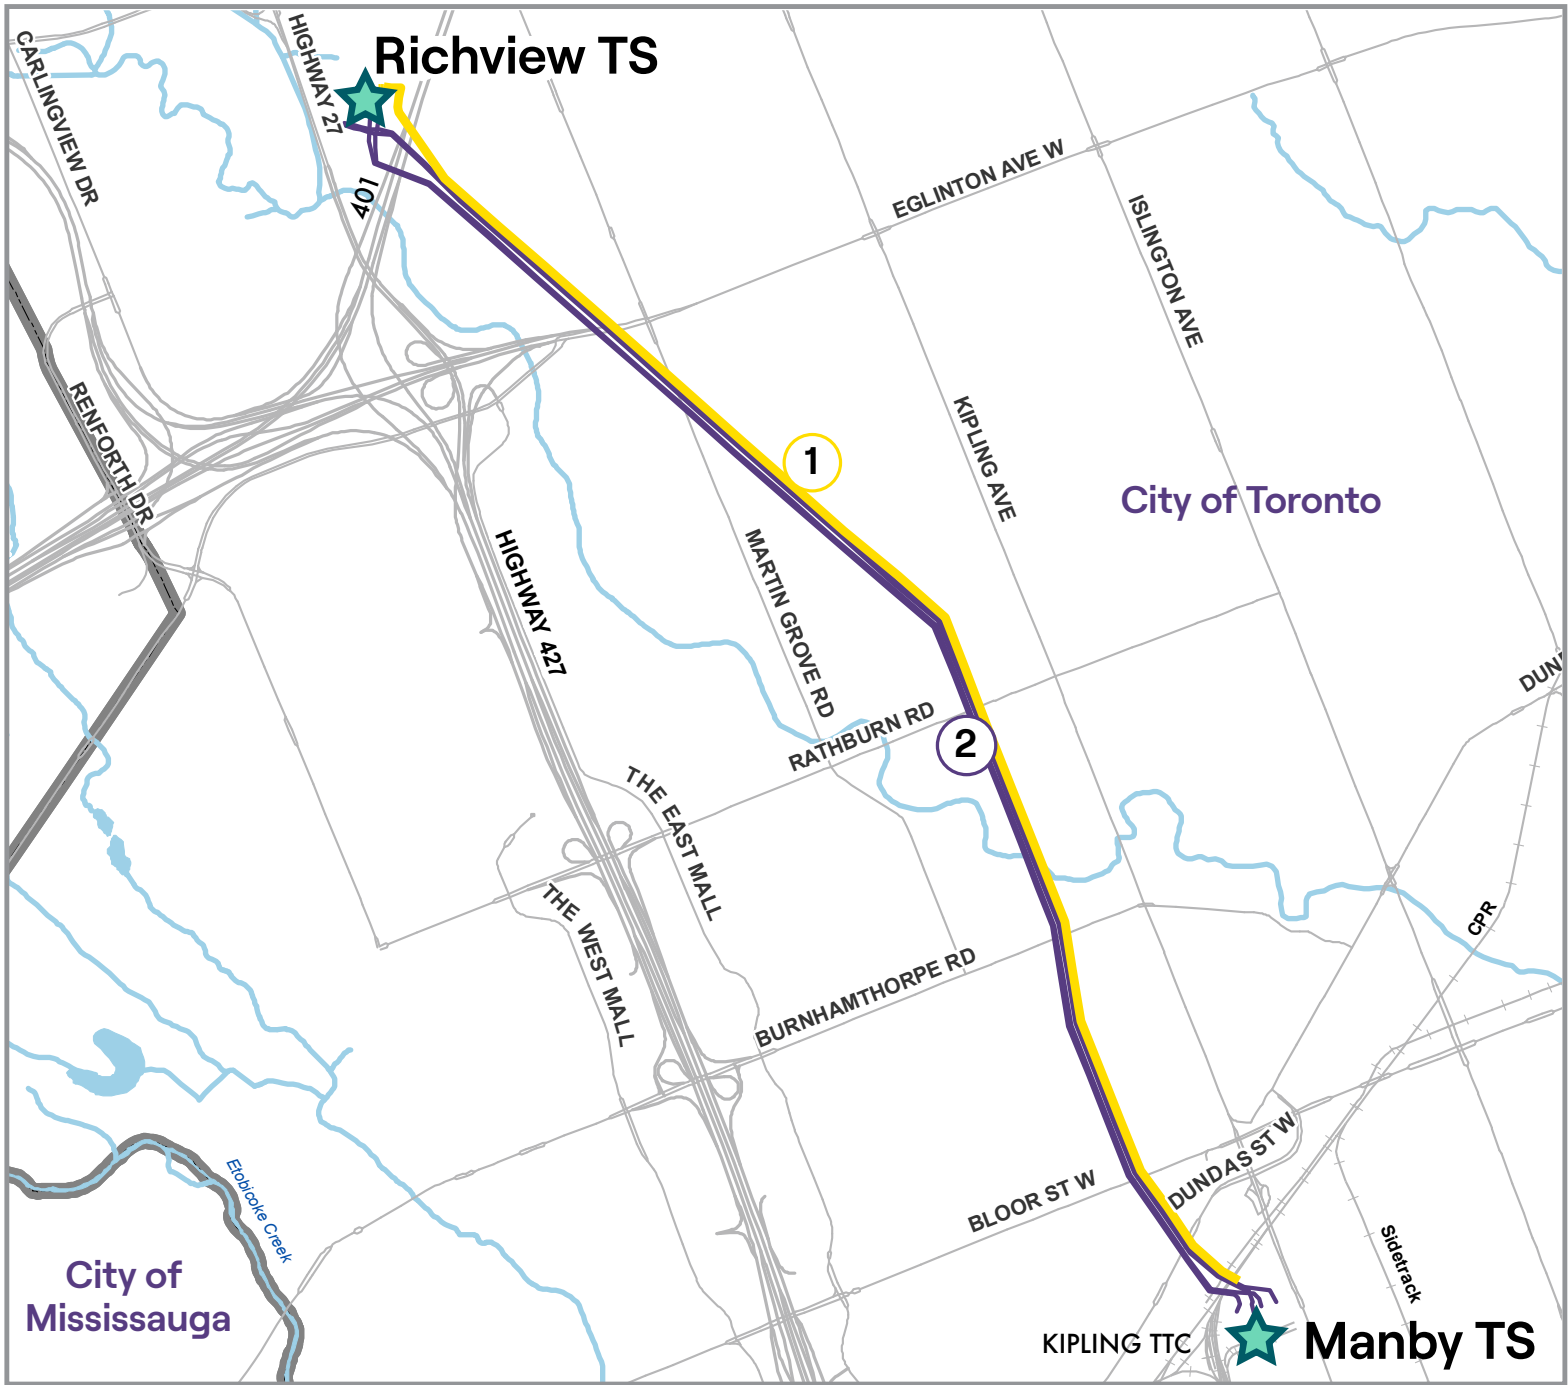 Richview TS
HIGHWAY 27
CARLINGVIEW DR
401
EGLINTON AVE W
ISLINGTON AVE
RENFORTH DR
KIPLING AVE
1
City of Toronto
HIGHWAY 427
MARTIN GROVE RD
RATHBURN RD
2
THE EAST MALL
THE WEST MALL
CPR
BURNHAMTHORPE RD
Etobicoke Creek
DUNDAS ST W
BLOOR ST W
Sidetrack
City of
Mississauga
KIPLING TTC
Manby TS